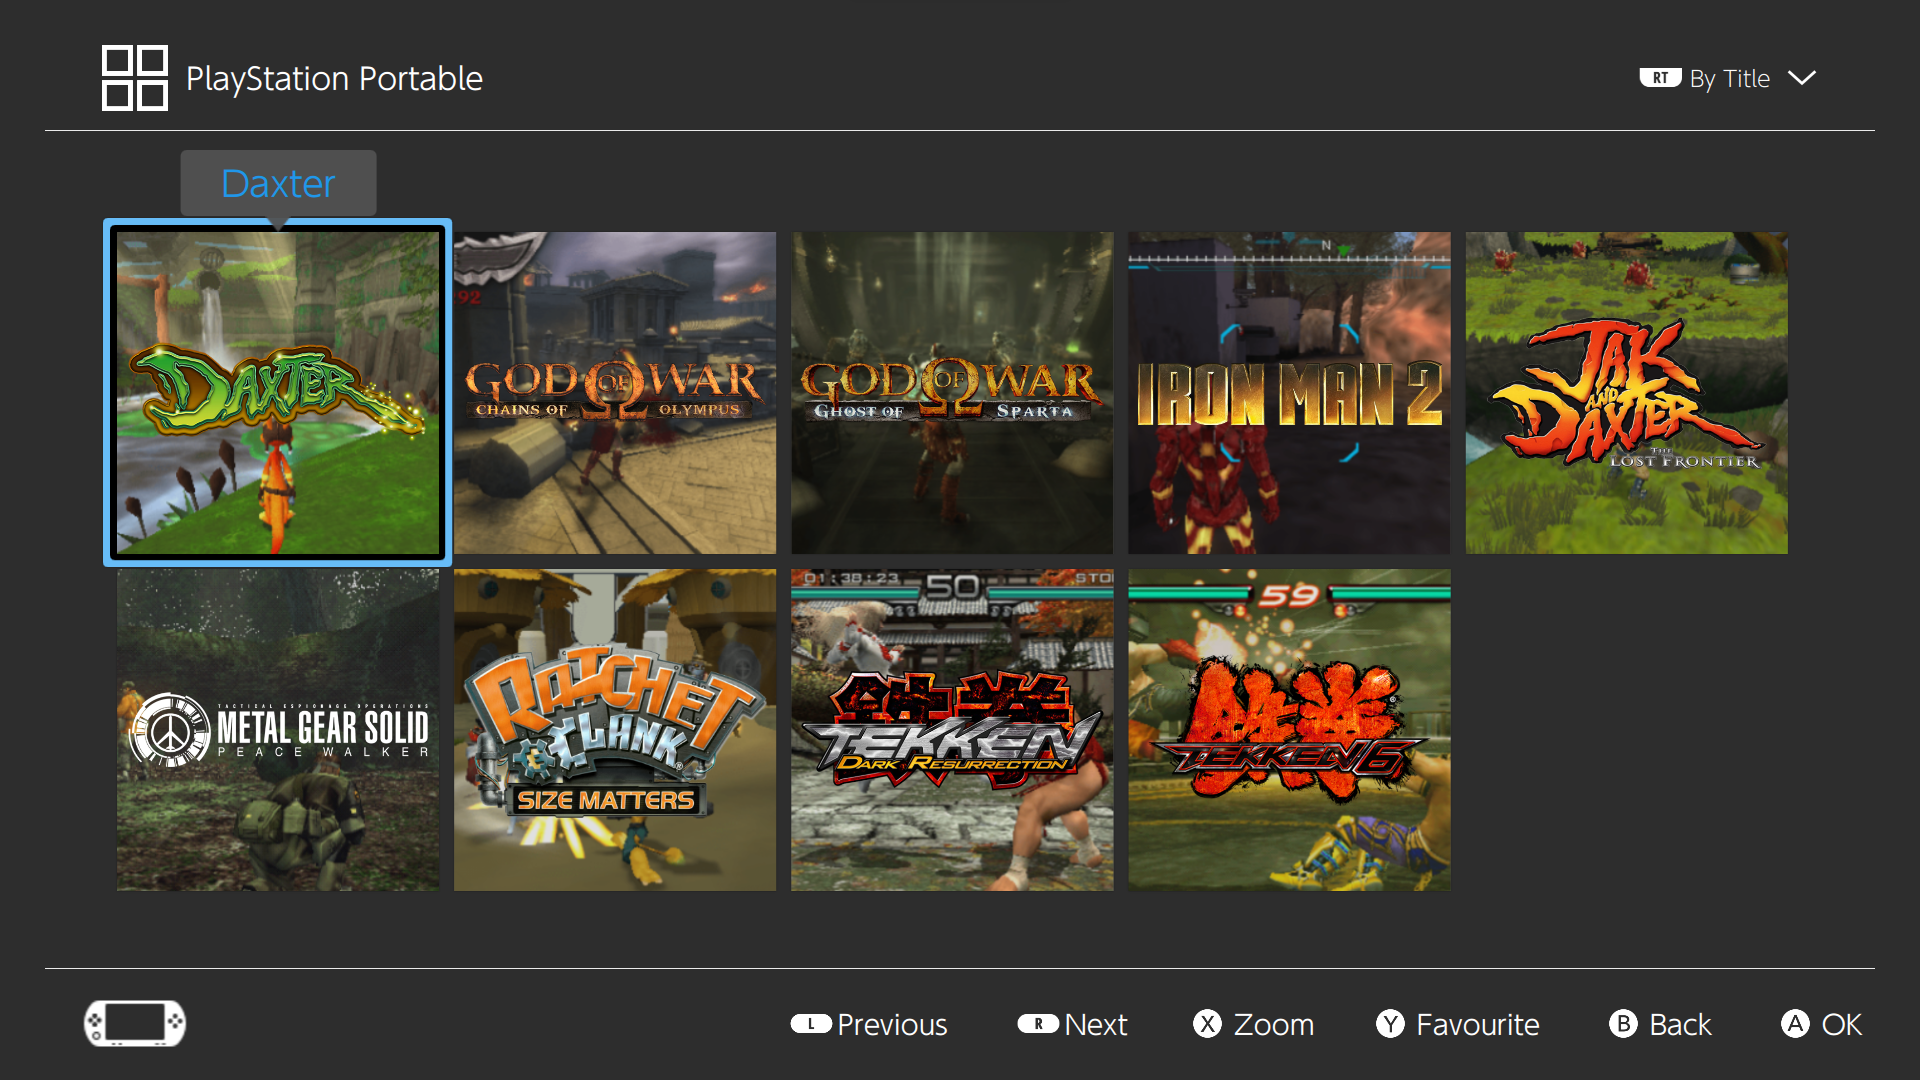 PlayStation Portable
RT By Title
Daxter
DAXTER
92
GOD OF WAR
CHAINS OF OLYMPUS
GOD OF WAR
GHOST OF SPARTA
N
IRON MAN 2
JAK
AND
DAXTER
THE
LOST FRONTIER
TACTICAL ESPIONAGE OPERATIONS
METAL GEAR SOLID
PEACE WALKER
RATCHET
CLANK®
SIZE MATTERS
01:38:23 50 STO
鉄拳
TEKKEN
DARK RESURRECTION
59
鉄拳®
TEKKEN 6
L Previous R Next X Zoom Y Favourite B Back A OK